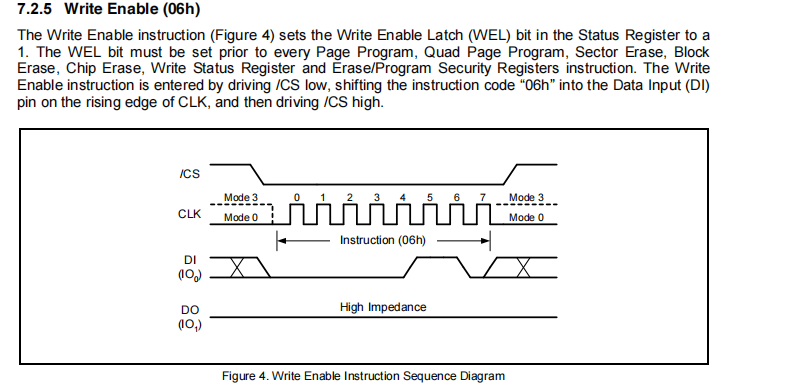 7.2.5 Write Enable (06h)
The Write Enable instruction (Figure 4) sets the Write Enable Latch (WEL) bit in the Status Register to a
1. The WEL bit must be set prior to every Page Program, Quad Page Program, Sector Erase, Block
Erase, Chip Erase, Write Status Register and Erase/Program Security Registers instruction. The Write
Enable instruction is entered by driving /CS low, shifting the instruction code “06h” into the Data Input (DI)
pin on the rising edge of CLK, and then driving /CS high.
/CS
Mode 3 0 1 2 3 4 5 6 7 Mode 3
CLK Mode 0 Mode 0
Instruction (06h)
DI
(IO0)
High Impedance
DO
(IO1)
Figure 4. Write Enable Instruction Sequence Diagram